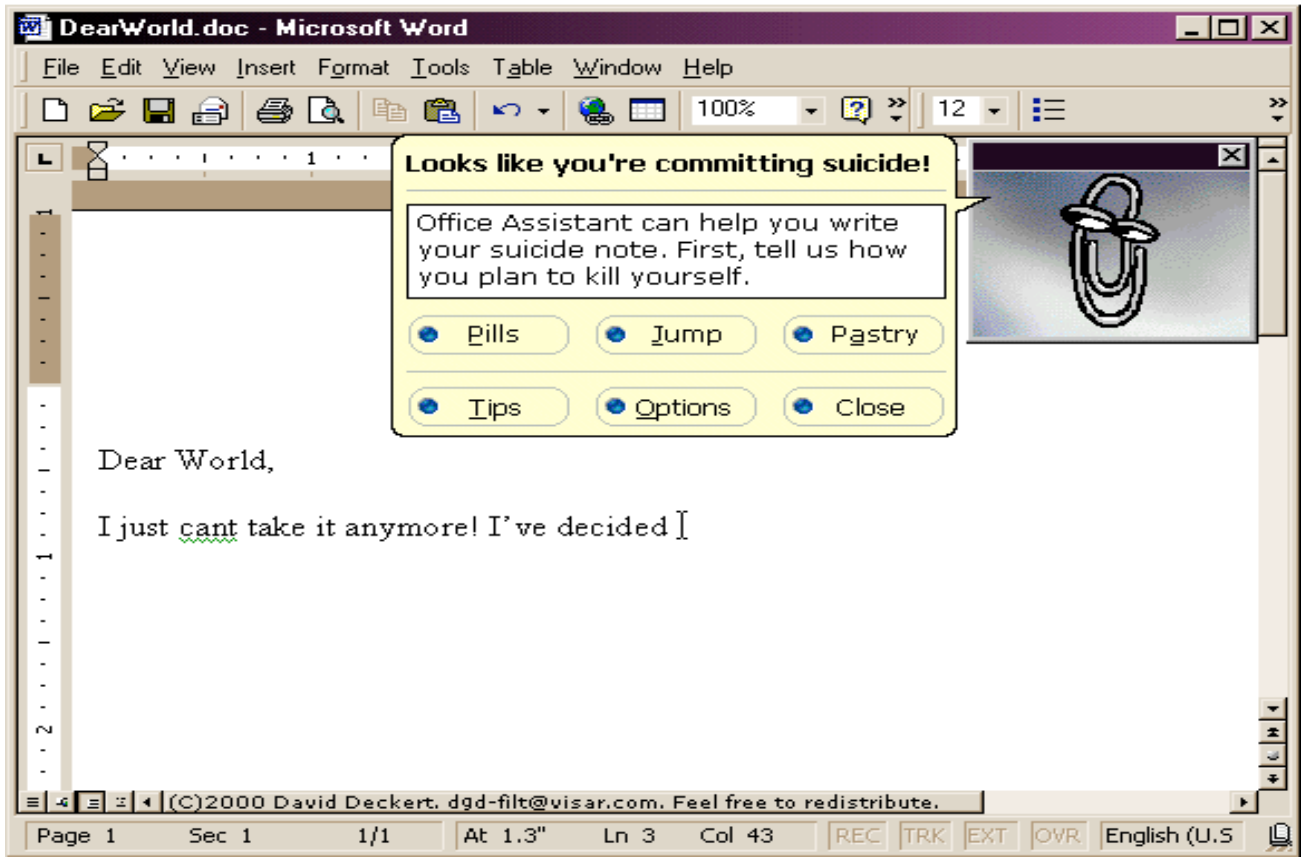 DearWorld.doc - Microsoft Word
File Edit View Insert Format Tools Table Window Help
100% 12
1
Looks like you're committing suicide!
Office Assistant can help you write
your suicide note. First, tell us how
you plan to kill yourself.
Pills Jump Pastry
Tips Options Close
1
Dear World,
I just cant take it anymore! I've decided
1
2
(C)2000 David Deckert. dgd-filt@visar.com. Feel free to redistribute.
Page 1 Sec 1 1/1 At 1.3" Ln 3 Col 43 REC TRK EXT OVR English (U.S